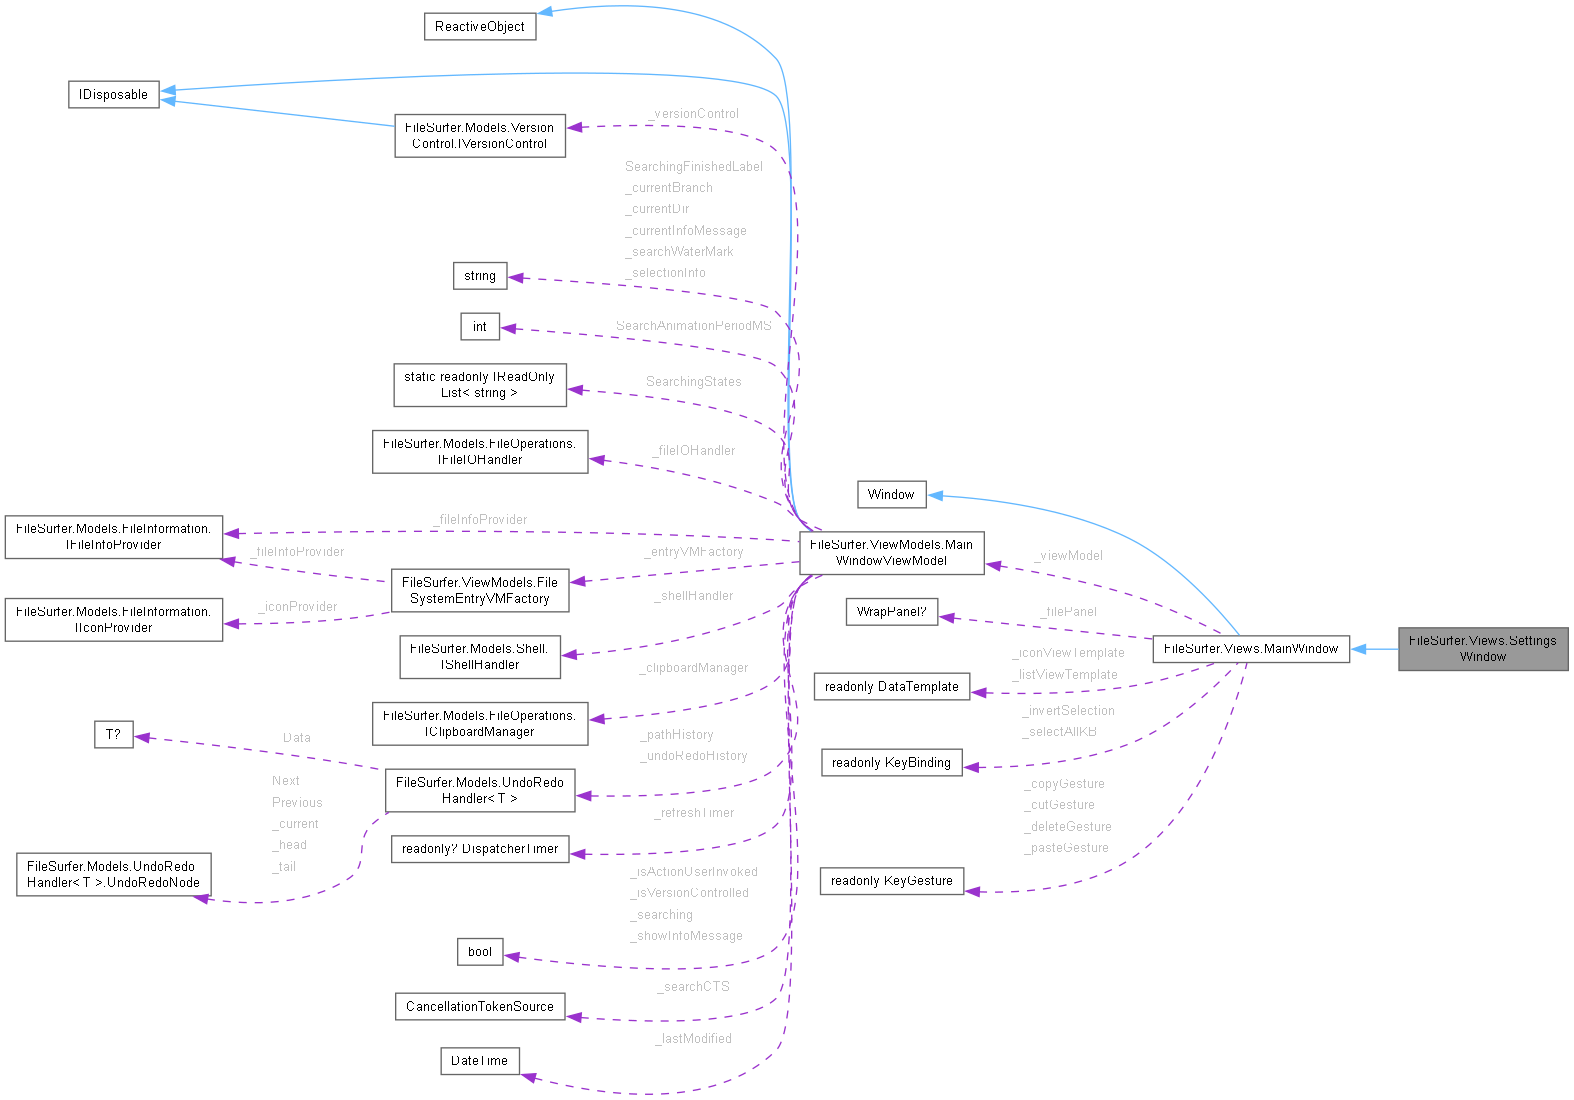 ReactiveObject
IDisposable
_versionControl
FileSurfer.Models.Version
Control.IVersionControl
SearchingFinishedLabel
_currentBranch
_currentDir
_currentInfoMessage
_searchWaterMark
_selectionInfo
string
int
SearchAnimationPeriodMS
static readonly IReadOnly
List< string >
SearchingStates
FileSurfer.Models.FileOperations.
IFileIOHandler
_fileIOHandler
Window
FileSurfer.Models.FileInformation.
IFileInfoProvider
_fileInfoProvider
_fileInfoProvider
_entryVMFactory
FileSurfer.ViewModels.Main
WindowViewModel
_viewModel
FileSurfer.ViewModels.File
SystemEntryVMFactory
_shellHandler
FileSurfer.Models.FileInformation.
IIconProvider
_iconProvider
WrapPanel?
_filePanel
FileSurfer.Views.MainWindow
FileSurfer.Views.Settings
Window
FileSurfer.Models.Shell.
IShellHandler
_iconViewTemplate
_listViewTemplate
readonly DataTemplate
_clipboardManager
FileSurfer.Models.FileOperations.
IClipboardManager
_invertSelection
_selectAllKB
T?
Data
_pathHistory
_undoRedoHistory
readonly KeyBinding
FileSurfer.Models.UndoRedo
Handler< T >
Next
Previous
_current
_head
_tail
_copyGesture
_cutGesture
_deleteGesture
_pasteGesture
_refreshTimer
readonly? DispatcherTimer
FileSurfer.Models.UndoRedo
Handler< T >.UndoRedoNode
readonly KeyGesture
_isActionUserInvoked
_isVersionControlled
_searching
_showInfoMessage
bool
_searchCTS
CancellationTokenSource
_lastModified
DateTime